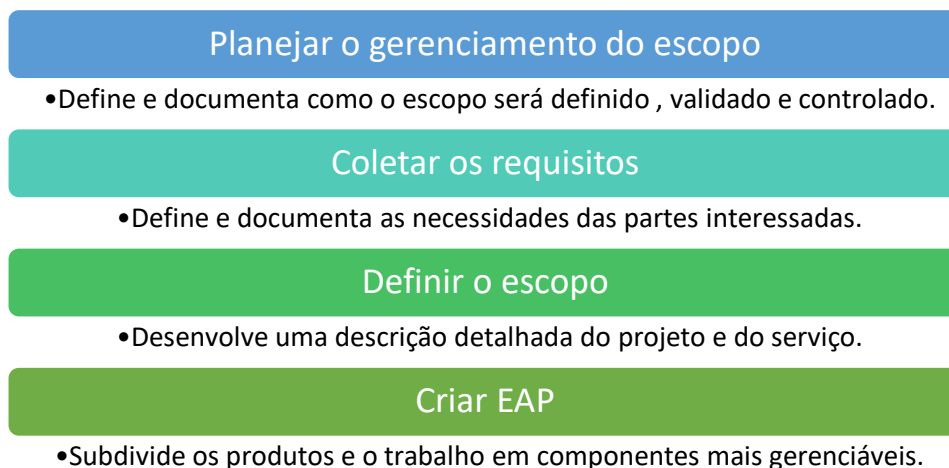 Planejar o gerenciamento do escopo
•Define e documenta como o escopo será definido , validado e controlado.
Coletar os requisitos
•Define e documenta as necessidades das partes interessadas.
Definir o escopo
•Desenvolve uma descrição detalhada do projeto e do serviço.
Criar EAP
•Subdivide os produtos e o trabalho em componentes mais gerenciáveis.